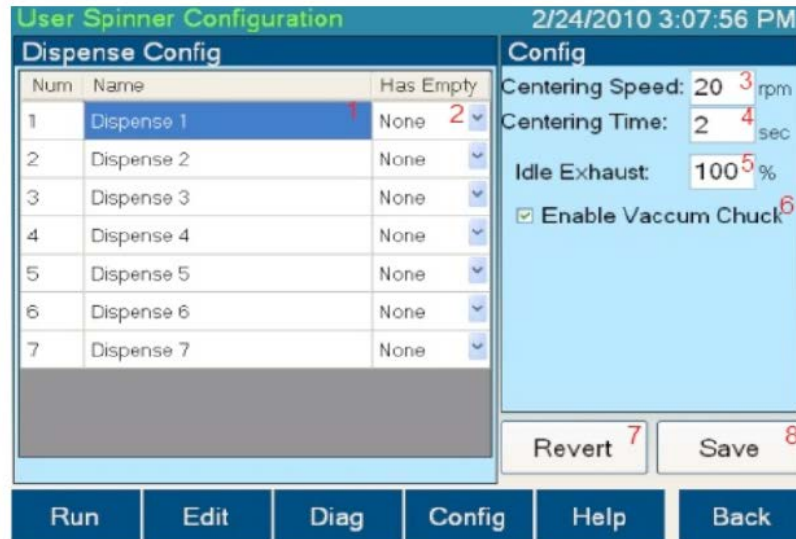 User Spinner Configuration 2/24/2010 3:07:56 PM
Dispense Config
Num Name Has Empty
1 Dispense 1 1 None 2
2 Dispense 2 None
3 Dispense 3 None
4 Dispense 4 None
5 Dispense 5 None
6 Dispense 6 None
7 Dispense 7 None
Config
Centering Speed: 20 3 rpm
Centering Time: 2 4 sec
Idle Exhaust: 100 5 %
Enable Vaccum Chuck 6
Revert 7 Save 8
Run Edit Diag Config Help Back